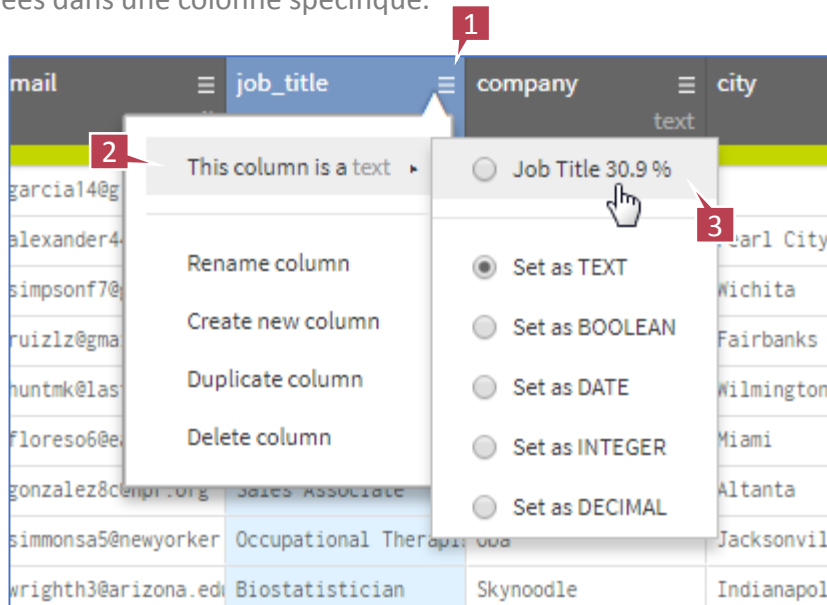 dans une colonne spécifique.
1
mail job_title company city
text
2
This column is a text
Job Title 30.9 %
3
Rename column
Create new column
Duplicate column
Delete column
Set as TEXT
Set as BOOLEAN
Set as DATE
Set as INTEGER
Set as DECIMAL
garcia14@g
alexander4 earl City
simpsonf7@ Wichita
ruizlz@gma Fairbanks
huntmk@las Wilmington
floreso6@e Miami
gonzalez8c@npr.org Sales Associate Altanta
simmonsa5@newyorker Occupational Therapi Jacksonvil
wrighth3@arizona.edu Biostatistician Skynoodle Indianapol